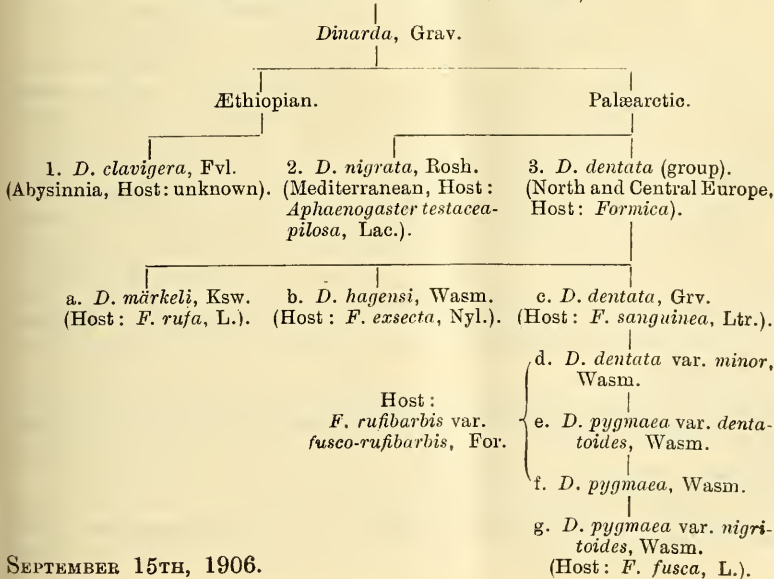 Dinarda, Grav.
Æthiopian.
Palæarctic.
1. D. clavigera, Fvl.
(Abysinnia, Host: unknown).
2. D. nigrata, Rosh.
(Mediterranean, Host:
Aphaenogaster testacea-
pilosa, Luc.).
3. D. dentata (group).
(North and Central Europe,
Host: Formica).
a. D. märkeli, Ksw.
(Host: F. rufa, L.).
b. D. hagensi, Wasm.
(Host: F. exsecta, Nyl.).
c. D. dentata, Grv.
(Host: F. sanguinea, Ltr.).
Host:
F. rufibarbis var.
fusco-rufibarbis, For.
d. D. dentata var. minor,
Wasm.
e. D. pygmaea var. denta-
toides, Wasm.
f. D. pygmaea, Wasm.
g. D. pygmaea var. nigri-
toides, Wasm.
(Host: F. fusca, L.).
SEPTEMBER 15TH, 1906.